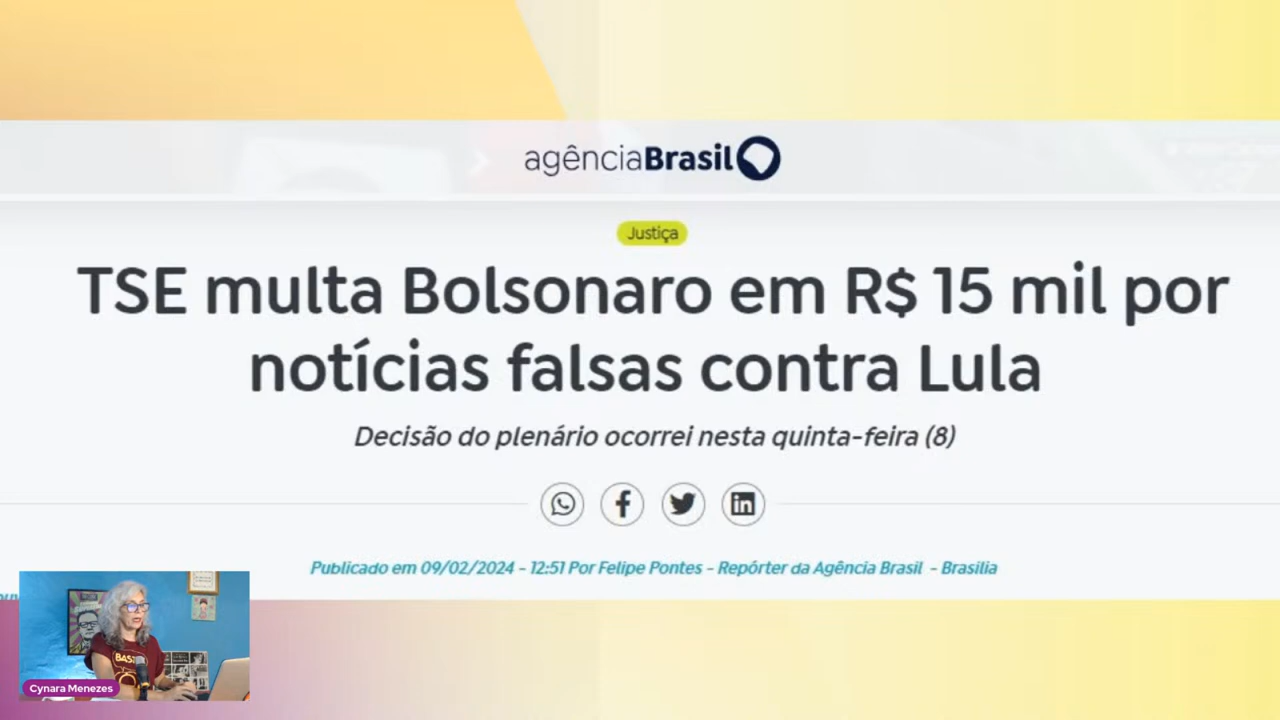 agênciaBrasil
Justiça
TSE multa Bolsonaro em R$ 15 mil por
notícias falsas contra Lula
Decisão do plenário ocorrei nesta quinta-feira (8)
Publicado em 09/02/2024 - 12:51 Por Felipe Pontes - Repórter da Agência Brasil - Brasília
Cynara Menezes